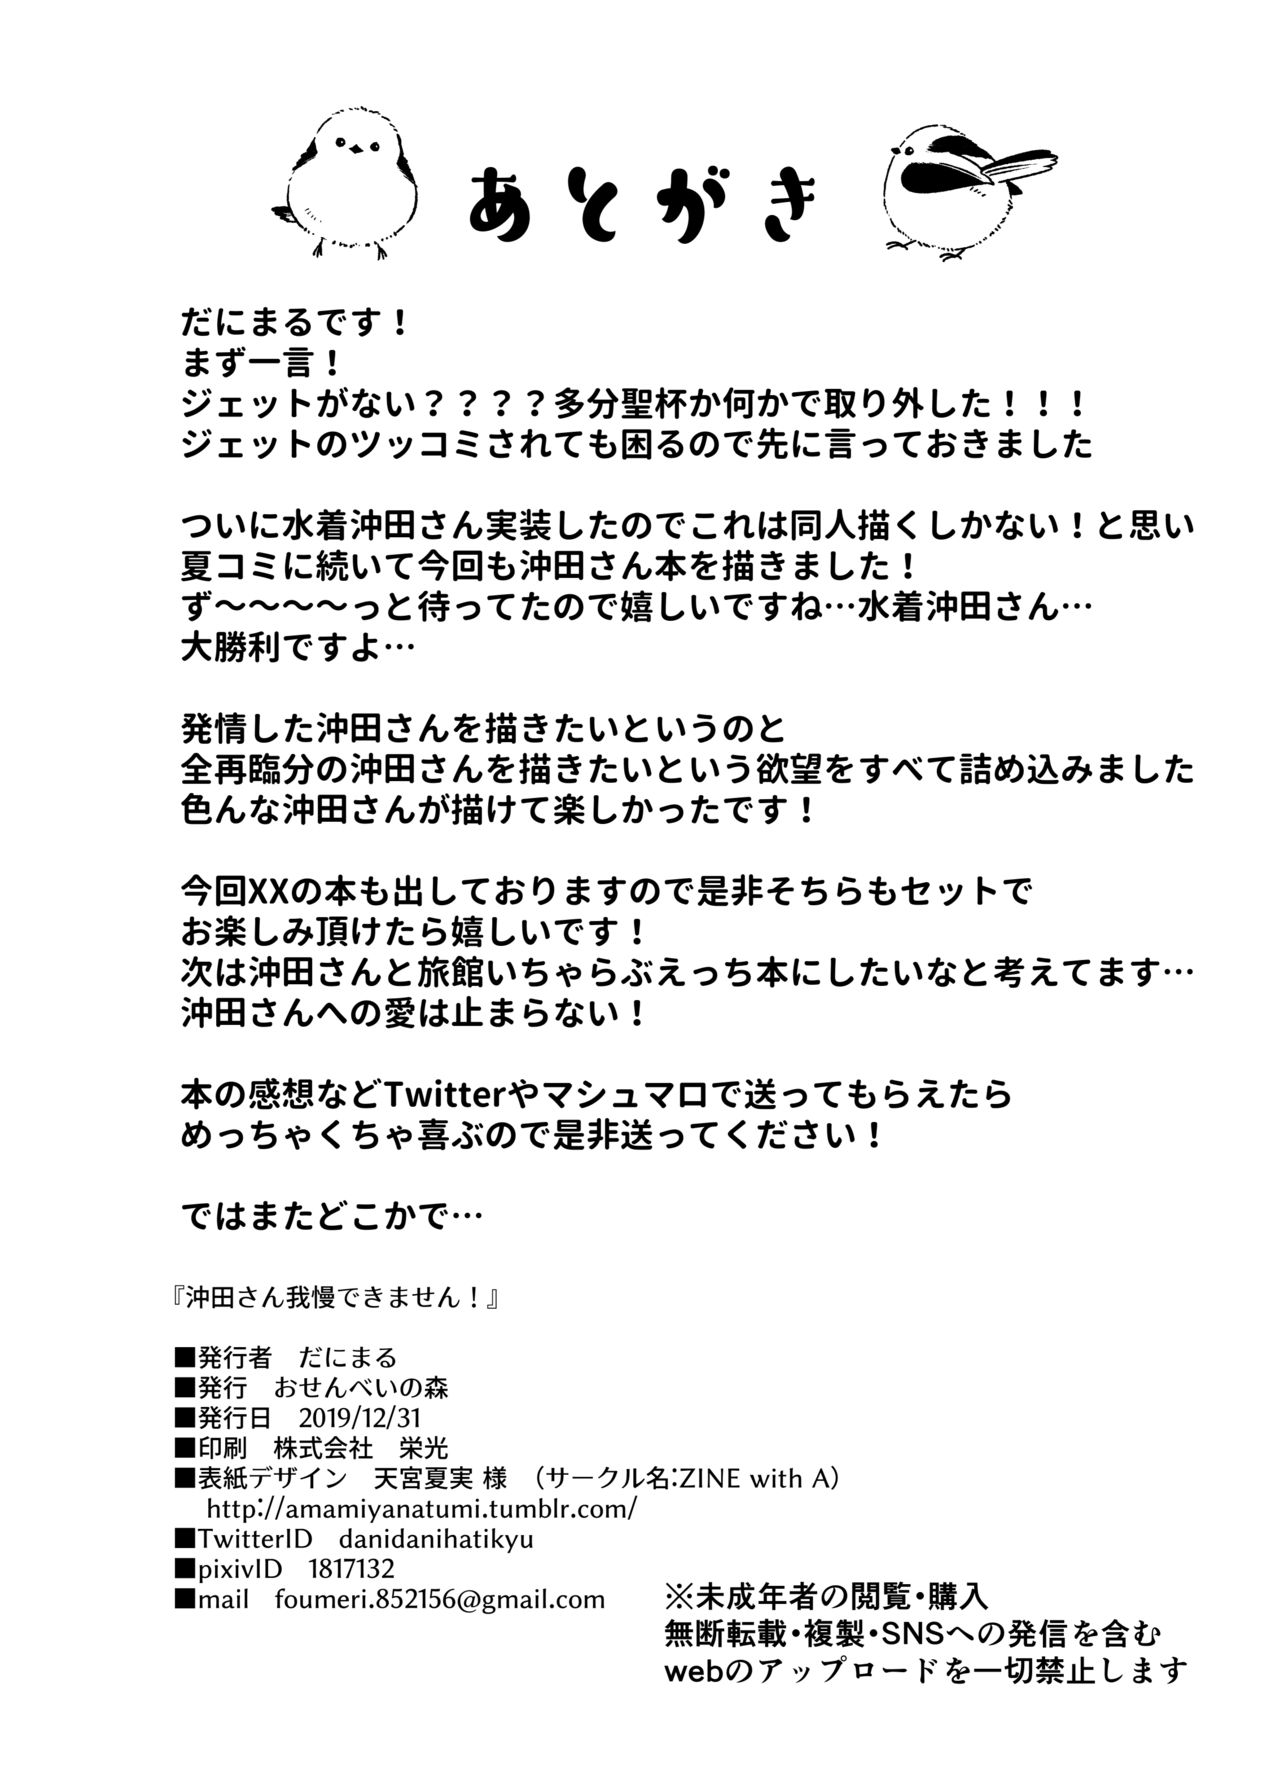 あとがき
だにまるです！
まず一言！
ジェットがない？？？？多分聖杯か何かで取り外した！！！
ジェットのツッコミされても困るので先に言っておきました
ついに水着沖田さん実装したのでこれは同人描くしかない！と思い
夏コミに続いて今回も沖田さん本を描きました！
ず～～～～っと待ってたので嬉しいですね…水着沖田さん…
大勝利ですよ…
発情した沖田さんを描きたいというのと
全再臨分の沖田さんを描きたいという欲望をすべて詰め込みました
色んな沖田さんが描けて楽しかったです！
今回XXの本も出しておりますので是非そちらもセットで
お楽しみ頂けたら嬉しいです！
次は沖田さんと旅館いちゃらぶえっち本にしたいなと考えてます…
沖田さんへの愛は止まらない！
本の感想などTwitterやマシュマロで送ってもらえたら
めっちゃくちゃ喜ぶので是非送ってください！
ではまたどこかで…
『沖田さん我慢できません！』
■発行者　だにまる
■発行　おせんべいの森
■発行日　2019/12/31
■印刷　株式会社　栄光
■表紙デザイン　天宮夏実 様　（サークル名:ZINE with A）
http://amamiyanatumi.tumblr.com/
■TwitterID　danidanihatikyu
■pixivID　1817132
■mail　foumeri.852156@gmail.com
※未成年者の閲覧・購入
無断転載・複製・SNSへの発信を含む
webのアップロードを一切禁止します